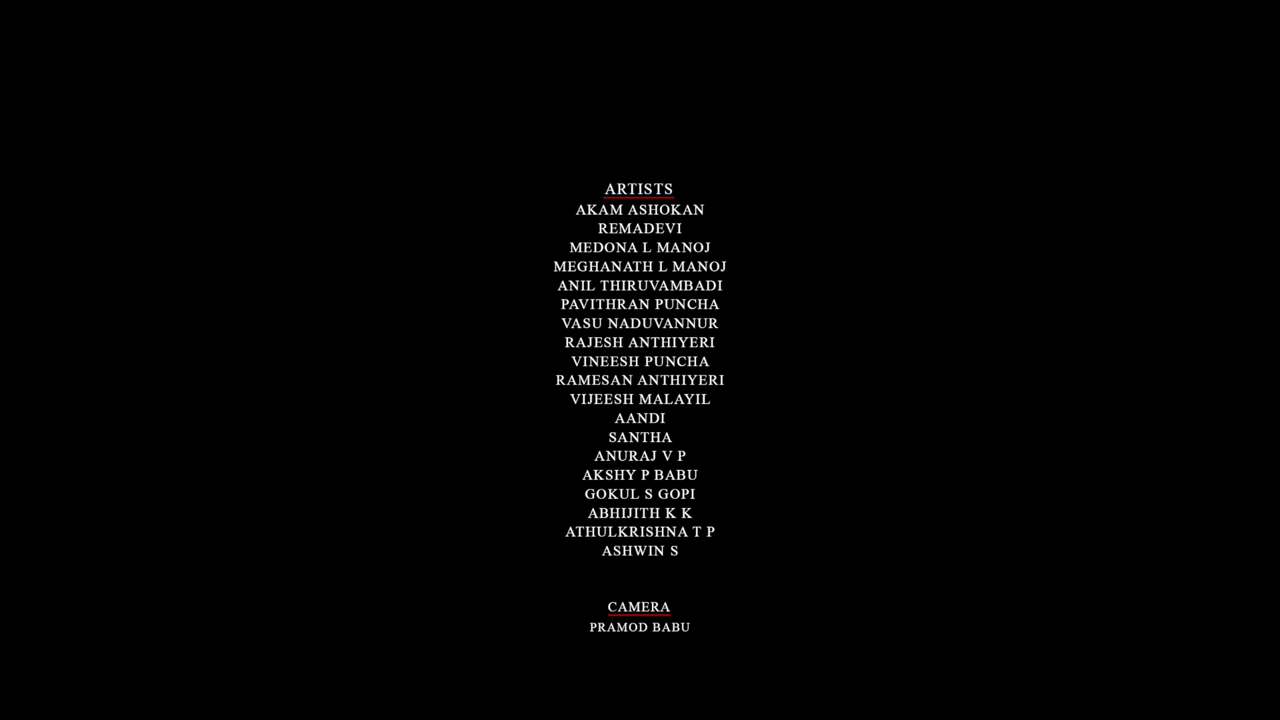 ARTISTS
AKAM ASHOKAN
REMADEVI
MEDONA L MANOJ
MEGHANATH L MANOJ
ANIL THIRUVAMBADI
PAVITHRAN PUNCHA
VASU NADUVANNUR
RAJESH ANTHIYERI
VINEESH PUNCHA
RAMESAN ANTHIYERI
VIJEESH MALAYIL
AANDI
SANTHA
ANURAJ V P
AKSHY P BABU
GOKUL S GOPI
ABHIJITH K K
ATHULKRISHNA T P
ASHWIN S
CAMERA
PRAMOD BABU